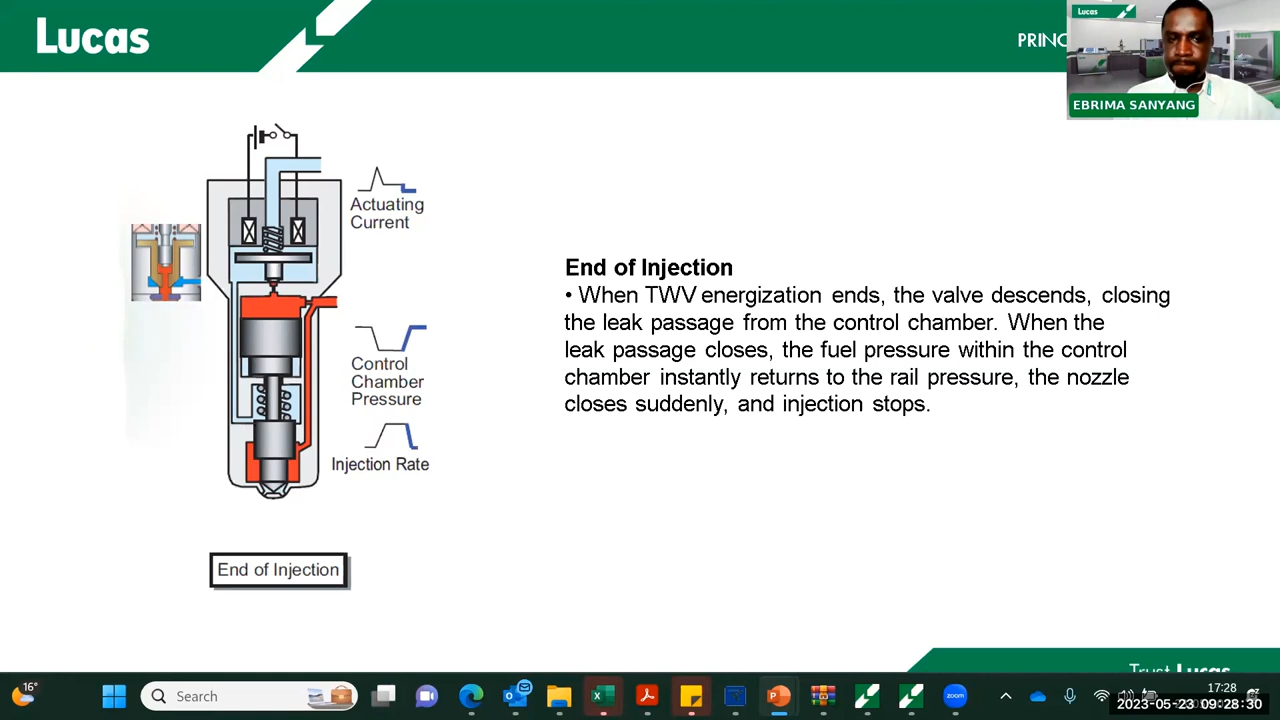 Lucas
PRINC
Lucas
EBRIMA SANYANG
Actuating
Current
Control
Chamber
Pressure
Injection Rate
End of Injection
End of Injection
• When TWV energization ends, the valve descends, closing
the leak passage from the control chamber. When the
leak passage closes, the fuel pressure within the control
chamber instantly returns to the rail pressure, the nozzle
closes suddenly, and injection stops.
Trust Lucas
16°
Search
17:28
2023-05-23 09:28:30